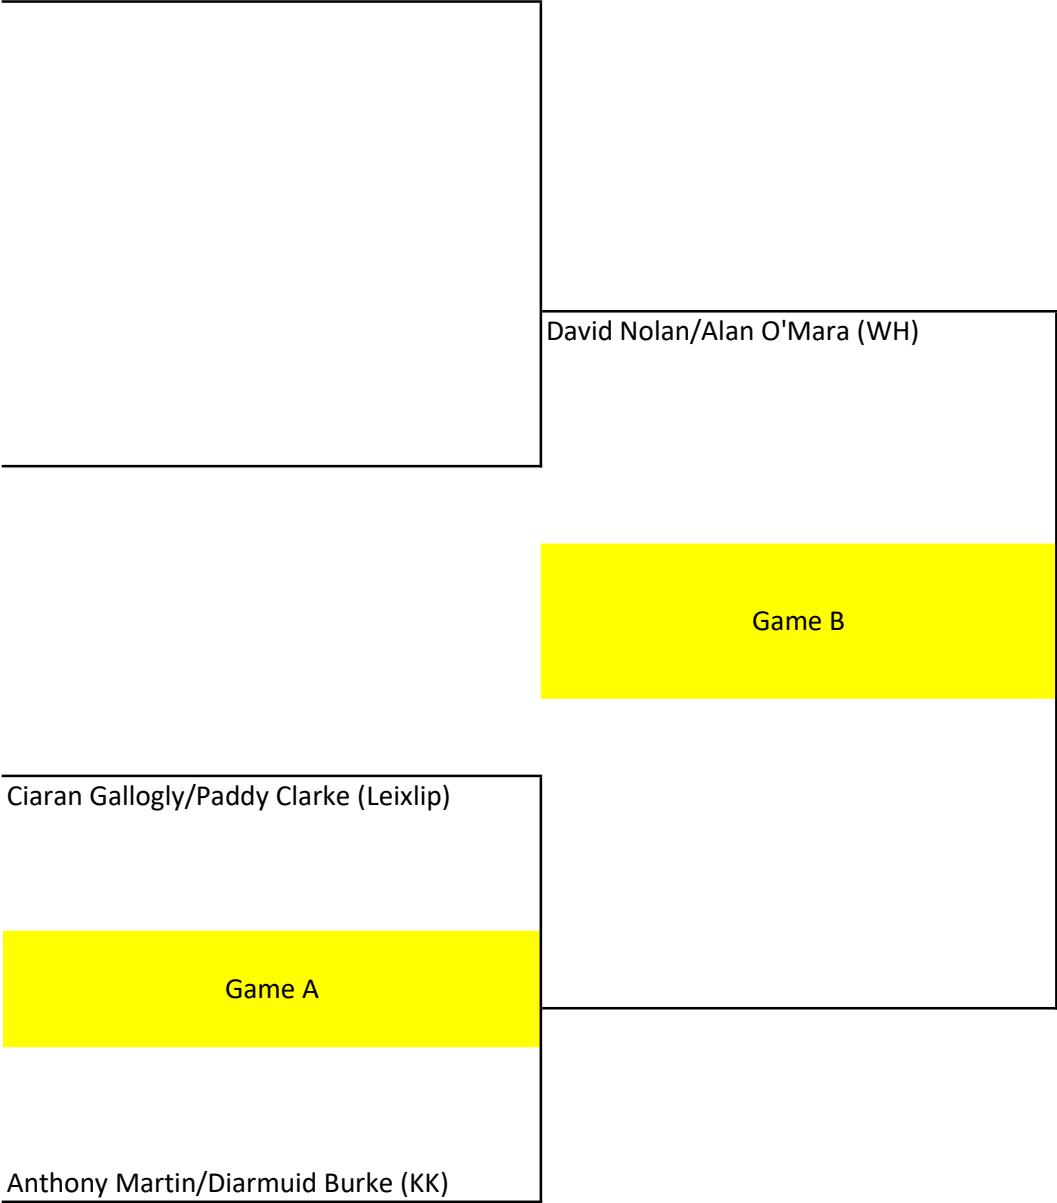 David Nolan/Alan O'Mara (WH)
Game B
Ciaran Gallogly/Paddy Clarke (Leixlip)
Game A
Anthony Martin/Diarmuid Burke (KK)